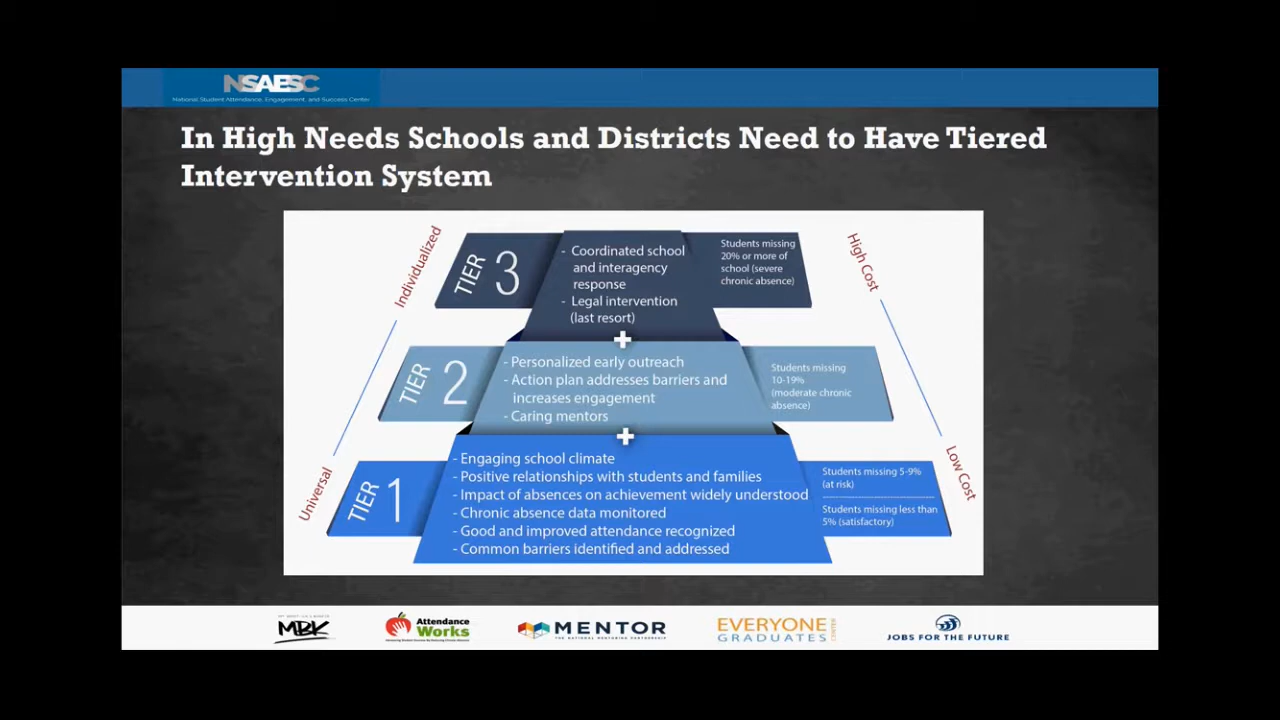 NSAESC
National Student Attendance, Engagement, and Success Center
In High Needs Schools and Districts Need to Have Tiered
Intervention System
Individualized
Universal
TIER 3
- Coordinated school
and interagency
response
- Legal intervention
(last resort)
Students missing
20% or more of
school (severe
chronic absence)
High Cost
+
TIER 2
- Personalized early outreach
- Action plan addresses barriers and
increases engagement
- Caring mentors
Students missing
10-19%
(moderate chronic
absence)
+
TIER 1
- Engaging school climate
- Positive relationships with students and families
- Impact of absences on achievement widely understood
- Chronic absence data monitored
- Good and improved attendance recognized
- Common barriers identified and addressed
Students missing 5-9%
(at risk)
Students missing less than
5% (satisfactory)
Low Cost
MBK
Attendance
Works
MENTOR
THE NATIONAL MENTORING PARTNERSHIP
EVERYONE
GRADUATES
CENTER
JOBS FOR THE FUTURE